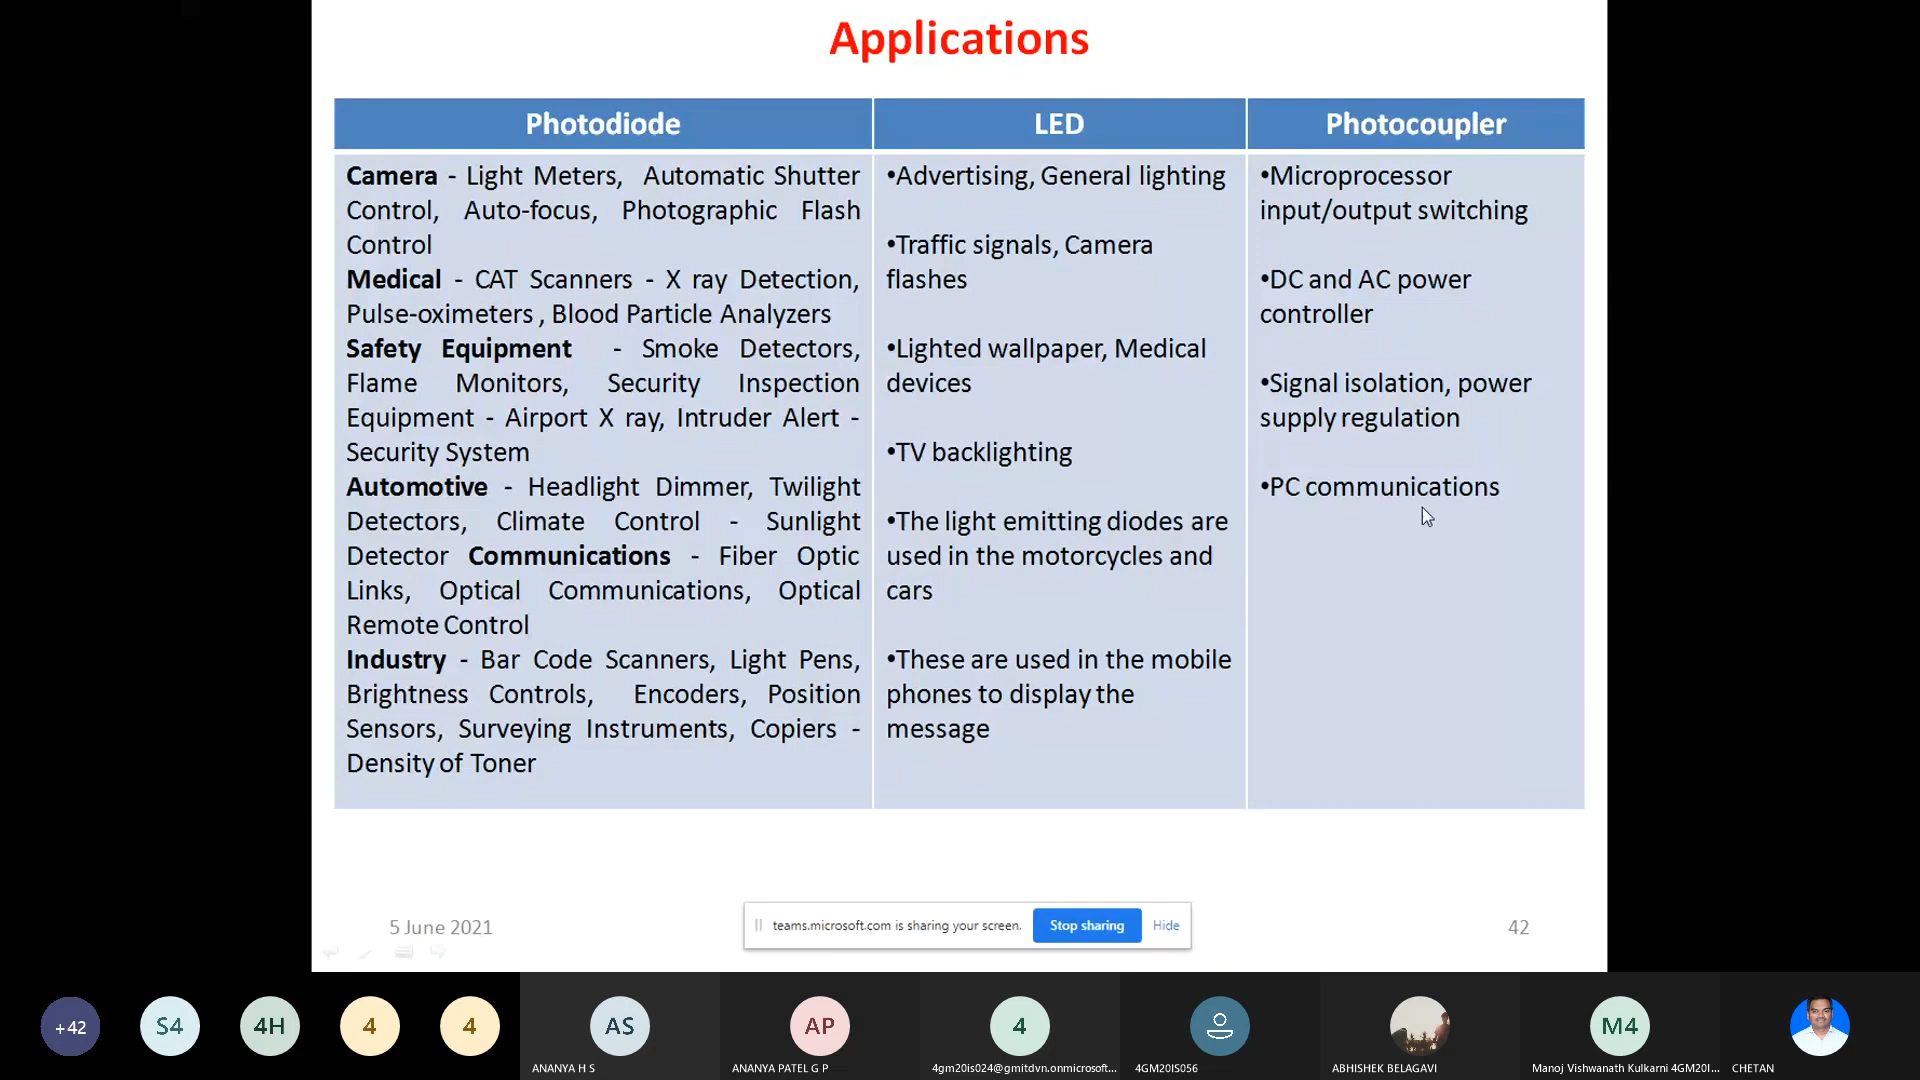 Applications
Photodiode
LED
Photocoupler
Camera - Light Meters, Automatic Shutter
Control, Auto-focus, Photographic Flash
Control
Medical - CAT Scanners - X ray Detection,
Pulse-oximeters , Blood Particle Analyzers
Safety Equipment - Smoke Detectors,
Flame Monitors, Security Inspection
Equipment - Airport X ray, Intruder Alert -
Security System
Automotive - Headlight Dimmer, Twilight
Detectors, Climate Control - Sunlight
Detector Communications - Fiber Optic
Links, Optical Communications, Optical
Remote Control
Industry - Bar Code Scanners, Light Pens,
Brightness Controls, Encoders, Position
Sensors, Surveying Instruments, Copiers -
Density of Toner
•Advertising, General lighting
•Traffic signals, Camera
flashes
•Lighted wallpaper, Medical
devices
•TV backlighting
•The light emitting diodes are
used in the motorcycles and
cars
•These are used in the mobile
phones to display the
message
•Microprocessor
input/output switching
•DC and AC power
controller
•Signal isolation, power
supply regulation
•PC communications
5 June 2021
teams.microsoft.com is sharing your screen.
Stop sharing
Hide
42
+42
S4
4H
4
4
AS
ANANYA H S
AP
ANANYA PATEL G P
4
4gm20is024@gmitdvn.onmicrosoft...
4GM20IS056
ABHISHEK BELAGAVI
M4
Manoj Vishwanath Kulkarni 4GM20I...
CHETAN